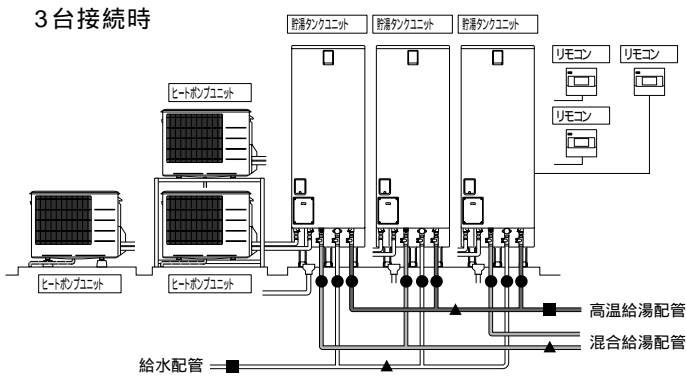 3台接続時
貯湯タンクユニット
貯湯タンクユニット
貯湯タンクユニット
リモコン
リモコン
ヒートポンプユニット
リモコン
ヒートポンプユニット
ヒートポンプユニット
高温給湯配管
混合給湯配管
給水配管